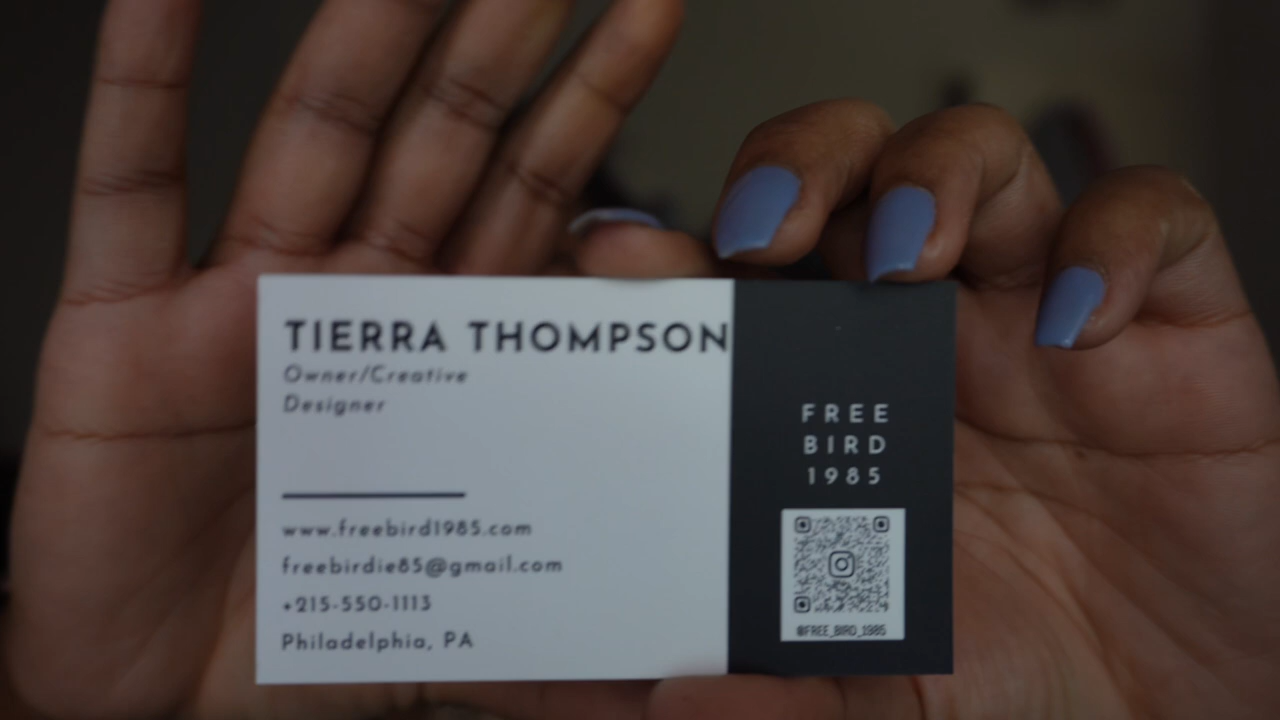 TIERRA THOMPSON
Owner/Creative
Designer
www.freebird1985.com
freebirdie85@gmail.com
+215-550-1113
Philadelphia, PA
FREE
BIRD
1985
@FREE_BIRD_1985